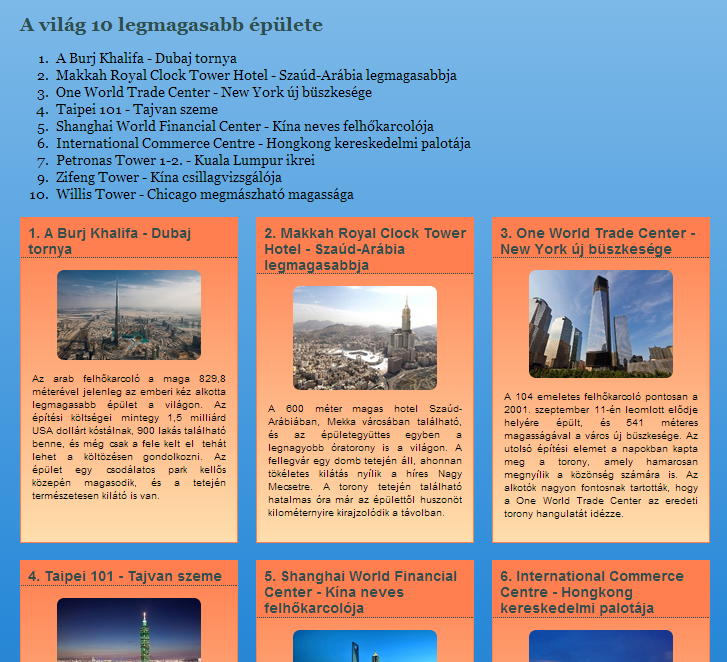 A világ 10 legmagasabb épülete
1. A Burj Khalifa - Dubaj tornya
2. Makkah Royal Clock Tower Hotel - Szaúd-Arábia legmagasabbja
3. One World Trade Center - New York új büszkesége
4. Taipei 101 - Tajvan szeme
5. Shanghai World Financial Center - Kína neves felhőkarcolója
6. International Commerce Centre - Hongkong kereskedelmi palotája
7. Petronas Tower 1-2. - Kuala Lumpur ikrei
9. Zifeng Tower - Kína csillagvizsgálója
10. Willis Tower - Chicago megmászható magassága
1. A Burj Khalifa - Dubaj
tornya
Az arab felhőkarcoló a maga 829,8
méterével jelenleg az emberi kéz alkotta
legmagasabb épület a világon. Az
építési költségei mintegy 1,5 milliárd
USA dollárt kóstálnak, 900 lakás található
benne, és még csak a fele kelt el tehát
lehet a költözésen gondolkozni. Az
épület egy csodálatos park kellős
közepén magasodik, és a tetején
természetesen kilátó is van.
2. Makkah Royal Clock Tower
Hotel - Szaúd-Arábia
legmagasabbja
A 600 méter magas hotel Szaúd-
Arábiában, Mekka városában található,
és az épületegyüttes egyben a
legnagyobb óratorony is a világon. A
fellegvár egy domb tetején áll, ahonnan
tökéletes kilátás nyílik a híres Nagy
Mecsetre. A torony tetején található
hatalmas óra már az épülettől huszonöt
kilométernyire kirajzolódik a távolban.
3. One World Trade Center -
New York új büszkesége
A 104 emeletes felhőkarcoló pontosan a
2001. szeptember 11-én leomlott elődje
helyére épült, és 541 méteres
magasságával a város új büszkesége. Az
utolsó építési elemet a napokban kapta
meg a torony, amely hamarosan
megnyílik a közönség számára is. Az
alkotók nagyon fontosnak tartották, hogy
a One World Trade Center az eredeti
torony hangulatát idézze.
4. Taipei 101 - Tajvan szeme
5. Shanghai World Financial
Center - Kína neves
felhőkarcolója
6. International Commerce
Centre - Hongkong
kereskedelmi palotája